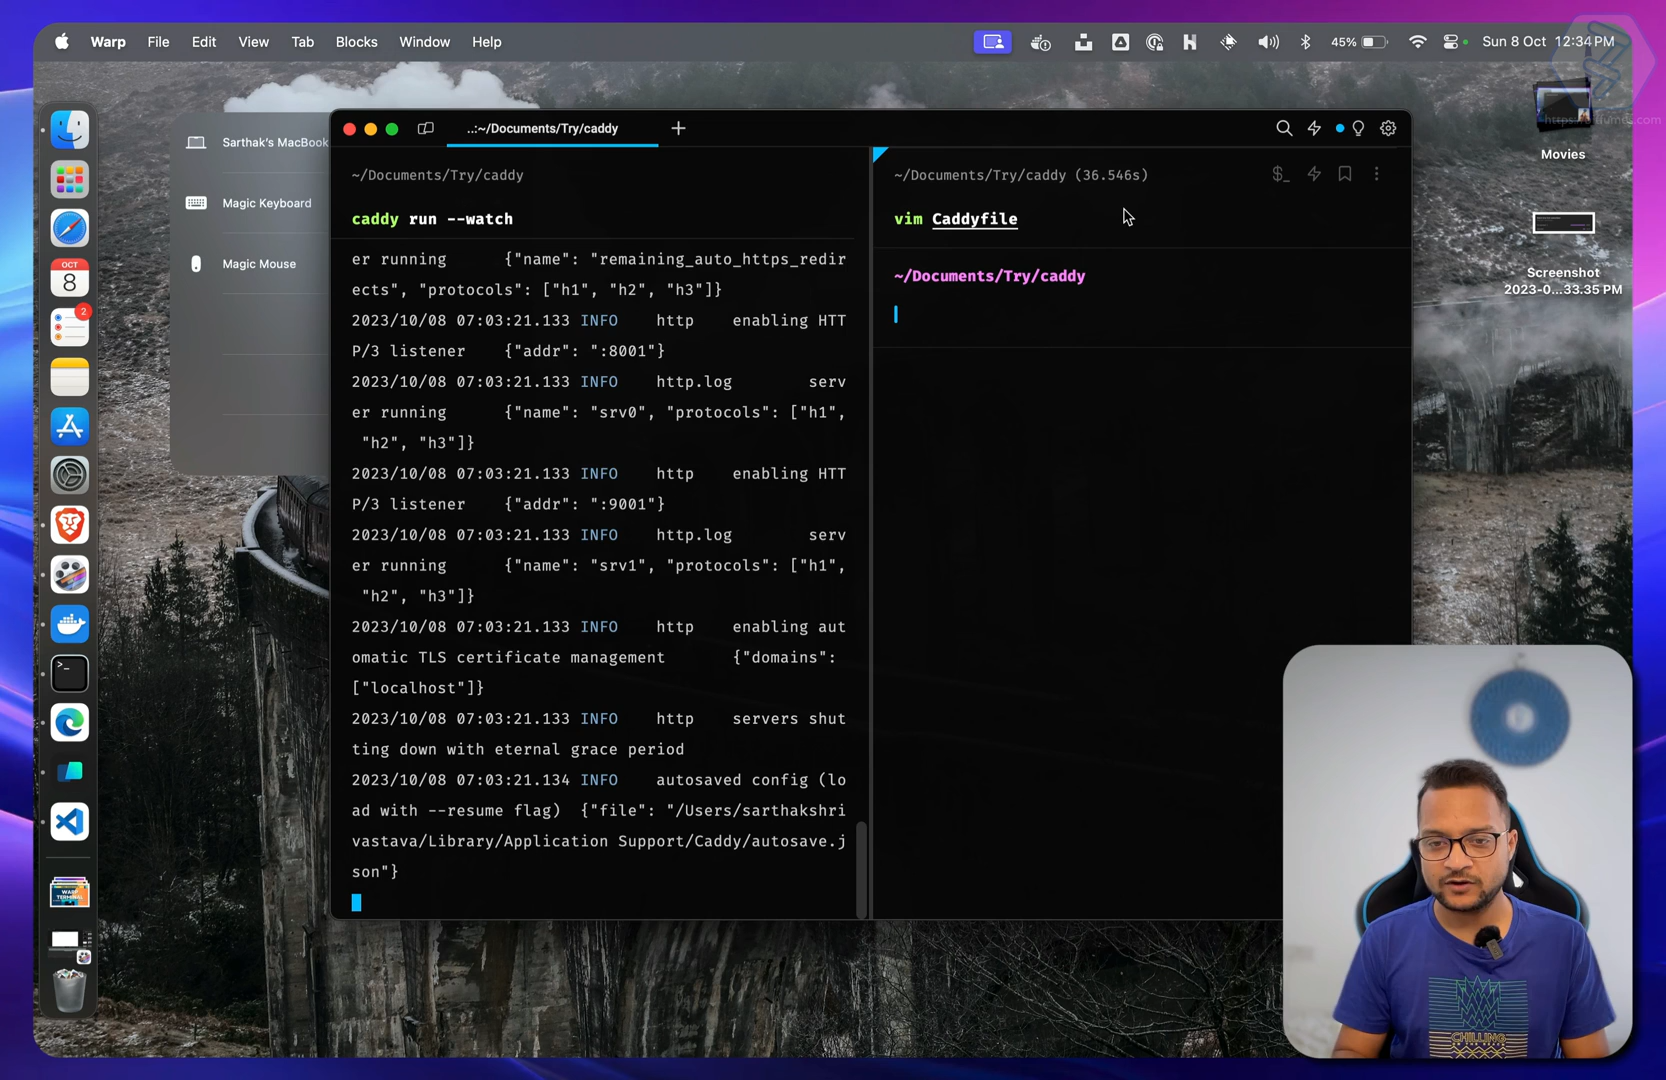 Warp File Edit View Tab Blocks Window Help
45% Sun 8 Oct 12:34 PM
Movies
Screenshot
2023-0...33.35 PM
OCT
8
2
Sarthak's MacBook
Magic Keyboard
Magic Mouse
..:~/Documents/Try/caddy
~/Documents/Try/caddy
caddy run --watch
er running {"name": "remaining_auto_https_redir
ects", "protocols": ["h1", "h2", "h3"]}
2023/10/08 07:03:21.133 INFO http enabling HTT
P/3 listener {"addr": ":8001"}
2023/10/08 07:03:21.133 INFO http.log serv
er running {"name": "srv0", "protocols": ["h1",
"h2", "h3"]}
2023/10/08 07:03:21.133 INFO http enabling HTT
P/3 listener {"addr": ":9001"}
2023/10/08 07:03:21.133 INFO http.log serv
er running {"name": "srv1", "protocols": ["h1",
"h2", "h3"]}
2023/10/08 07:03:21.133 INFO http enabling aut
omatic TLS certificate management {"domains":
["localhost"]}
2023/10/08 07:03:21.133 INFO http servers shut
ting down with eternal grace period
2023/10/08 07:03:21.134 INFO autosaved config (lo
ad with --resume flag) {"file": "/Users/sarthakshri
vastava/Library/Application Support/Caddy/autosave.j
son"}
~/Documents/Try/caddy (36.546s)
vim Caddyfile
~/Documents/Try/caddy
WARP
TERMINAL
CHILLING